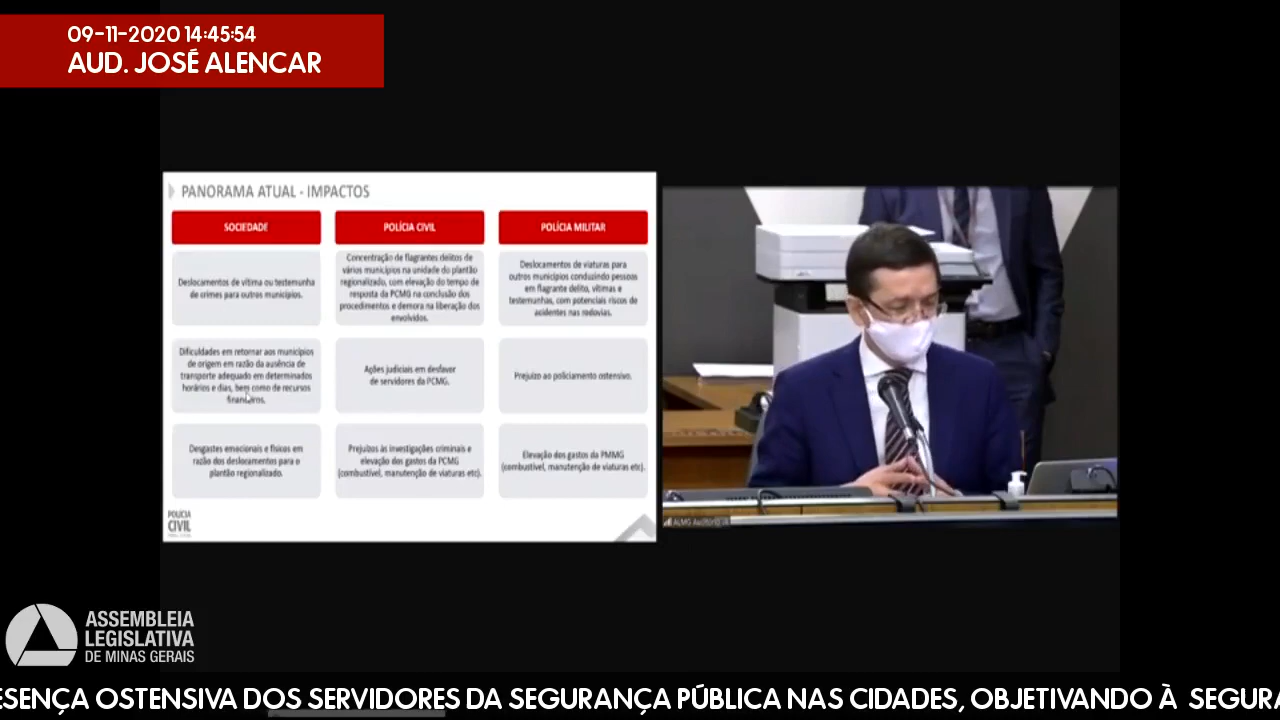 09-11-2020 14:45:54
AUD. JOSÉ ALENCAR
PANORAMA ATUAL - IMPACTOS
SOCIEDADE
POLÍCIA CIVIL
POLÍCIA MILITAR
Deslocamentos de vítima ou testemunha
de crimes para outros municípios.
Concentração de flagrantes delitos de
vários municípios na unidade do plantão
regionalizado, com elevação do tempo de
resposta da PCMG na conclusão dos
procedimentos e demora na liberação dos
envolvidos.
Deslocamentos de viaturas para
outros municípios conduzindo pessoas
em flagrante delito, vítimas e
testemunhas, com potenciais riscos de
acidentes nas rodovias.
Dificuldades em retornar aos municípios
de origem em razão da ausência de
transporte adequado em determinados
horários e dias, bem como de recursos
financeiros.
Ações judiciais em desfavor
de servidores da PCMG.
Prejuízo ao policiamento ostensivo.
Desgastes emocionais e físicos em
razão dos deslocamentos para o
plantão regionalizado.
Prejuízos às investigações criminais e
elevação dos gastos da PCMG
(combustível, manutenção de viaturas etc).
Elevação dos gastos da PMMG
(combustível, manutenção de viaturas etc).
POLÍCIA
CIVIL
ALMG Auditório
ASSEMBLEIA
LEGISLATIVA
DE MINAS GERAIS
ESENÇA OSTENSIVA DOS SERVIDORES DA SEGURANÇA PÚBLICA NAS CIDADES, OBJETIVANDO À SEGURA